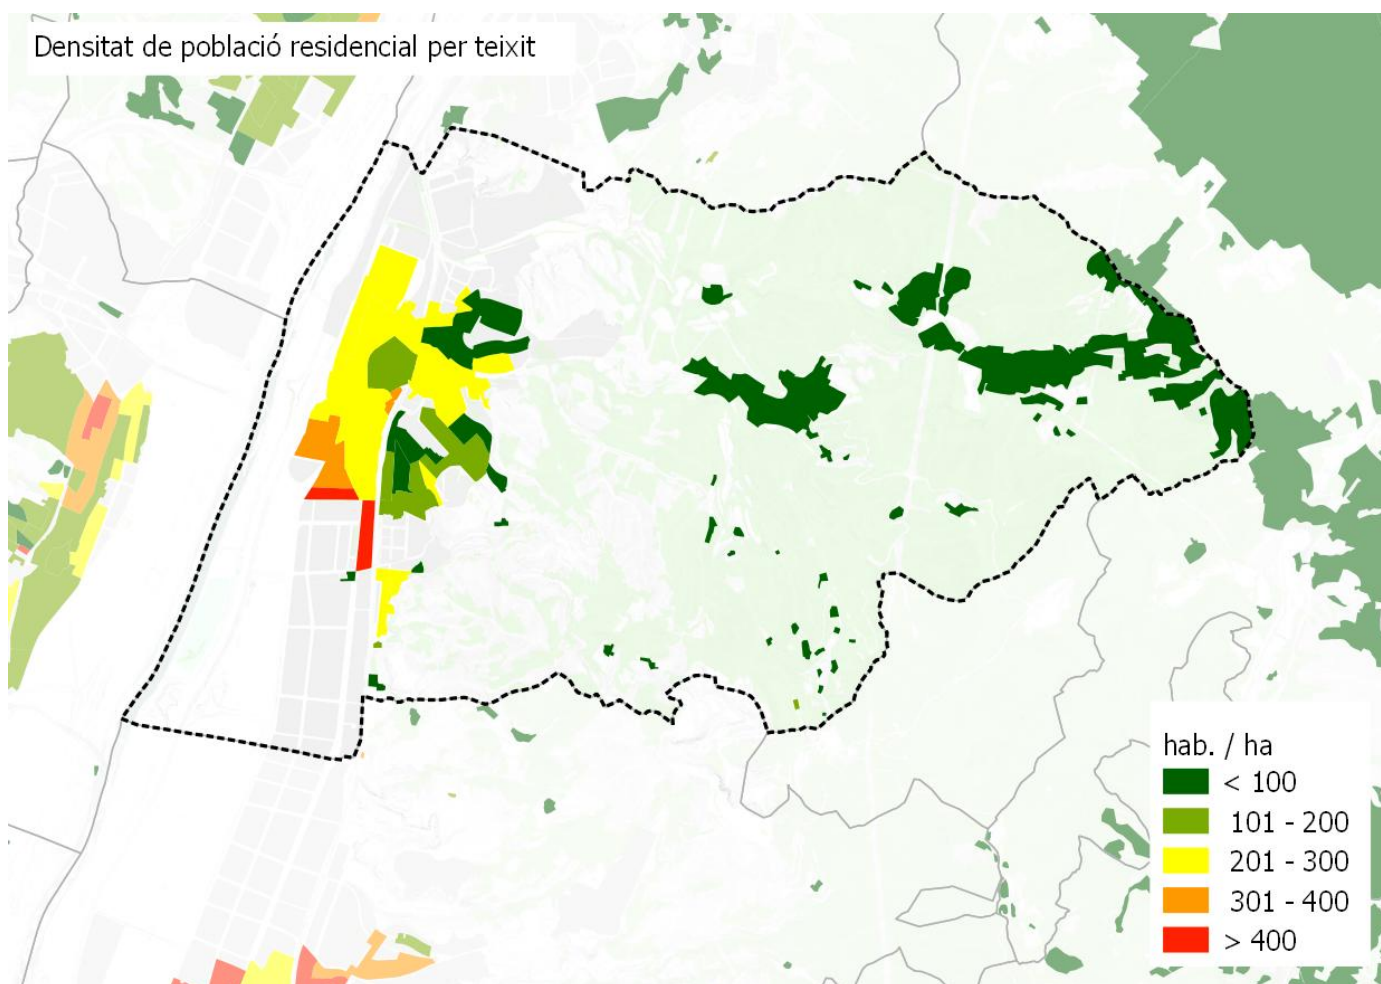 Densitat de població residencial per teixit
hab. / ha
< 100
101 - 200
201 - 300
301 - 400
> 400